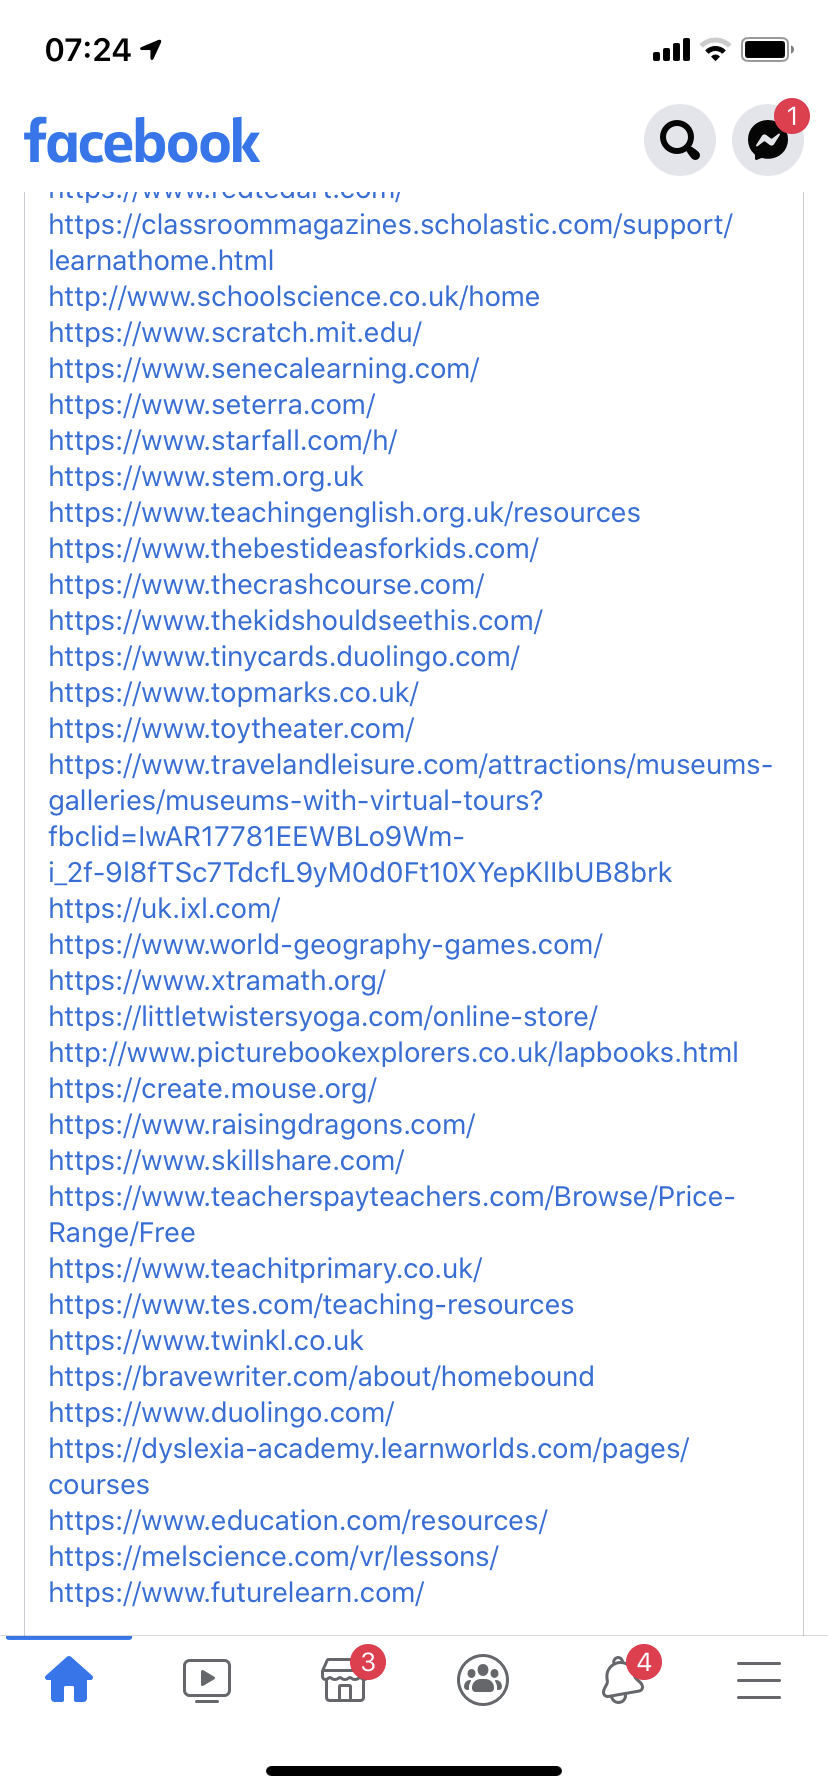 07:24
facebook
1
https://www.redtedart.com/
https://classroommagazines.scholastic.com/support/
learnathome.html
http://www.schoolscience.co.uk/home
https://www.scratch.mit.edu/
https://www.senecalearning.com/
https://www.seterra.com/
https://www.starfall.com/h/
https://www.stem.org.uk
https://www.teachingenglish.org.uk/resources
https://www.thebestideasforkids.com/
https://www.thecrashcourse.com/
https://www.thekidshouldseethis.com/
https://www.tinycards.duolingo.com/
https://www.topmarks.co.uk/
https://www.toytheater.com/
https://www.travelandleisure.com/attractions/museums-
galleries/museums-with-virtual-tours?
fbclid=IwAR17781EEWBLo9Wm-
i_2f-9l8fTSc7TdcfL9yM0d0Ft10XYepKlIbUB8brk
https://uk.ixl.com/
https://www.world-geography-games.com/
https://www.xtramath.org/
https://littletwistersyoga.com/online-store/
http://www.picturebookexplorers.co.uk/lapbooks.html
https://create.mouse.org/
https://www.raisingdragons.com/
https://www.skillshare.com/
https://www.teacherspayteachers.com/Browse/Price-
Range/Free
https://www.teachitprimary.co.uk/
https://www.tes.com/teaching-resources
https://www.twinkl.co.uk
https://bravewriter.com/about/homebound
https://www.duolingo.com/
https://dyslexia-academy.learnworlds.com/pages/
courses
https://www.education.com/resources/
https://melscience.com/vr/lessons/
https://www.futurelearn.com/
3
4